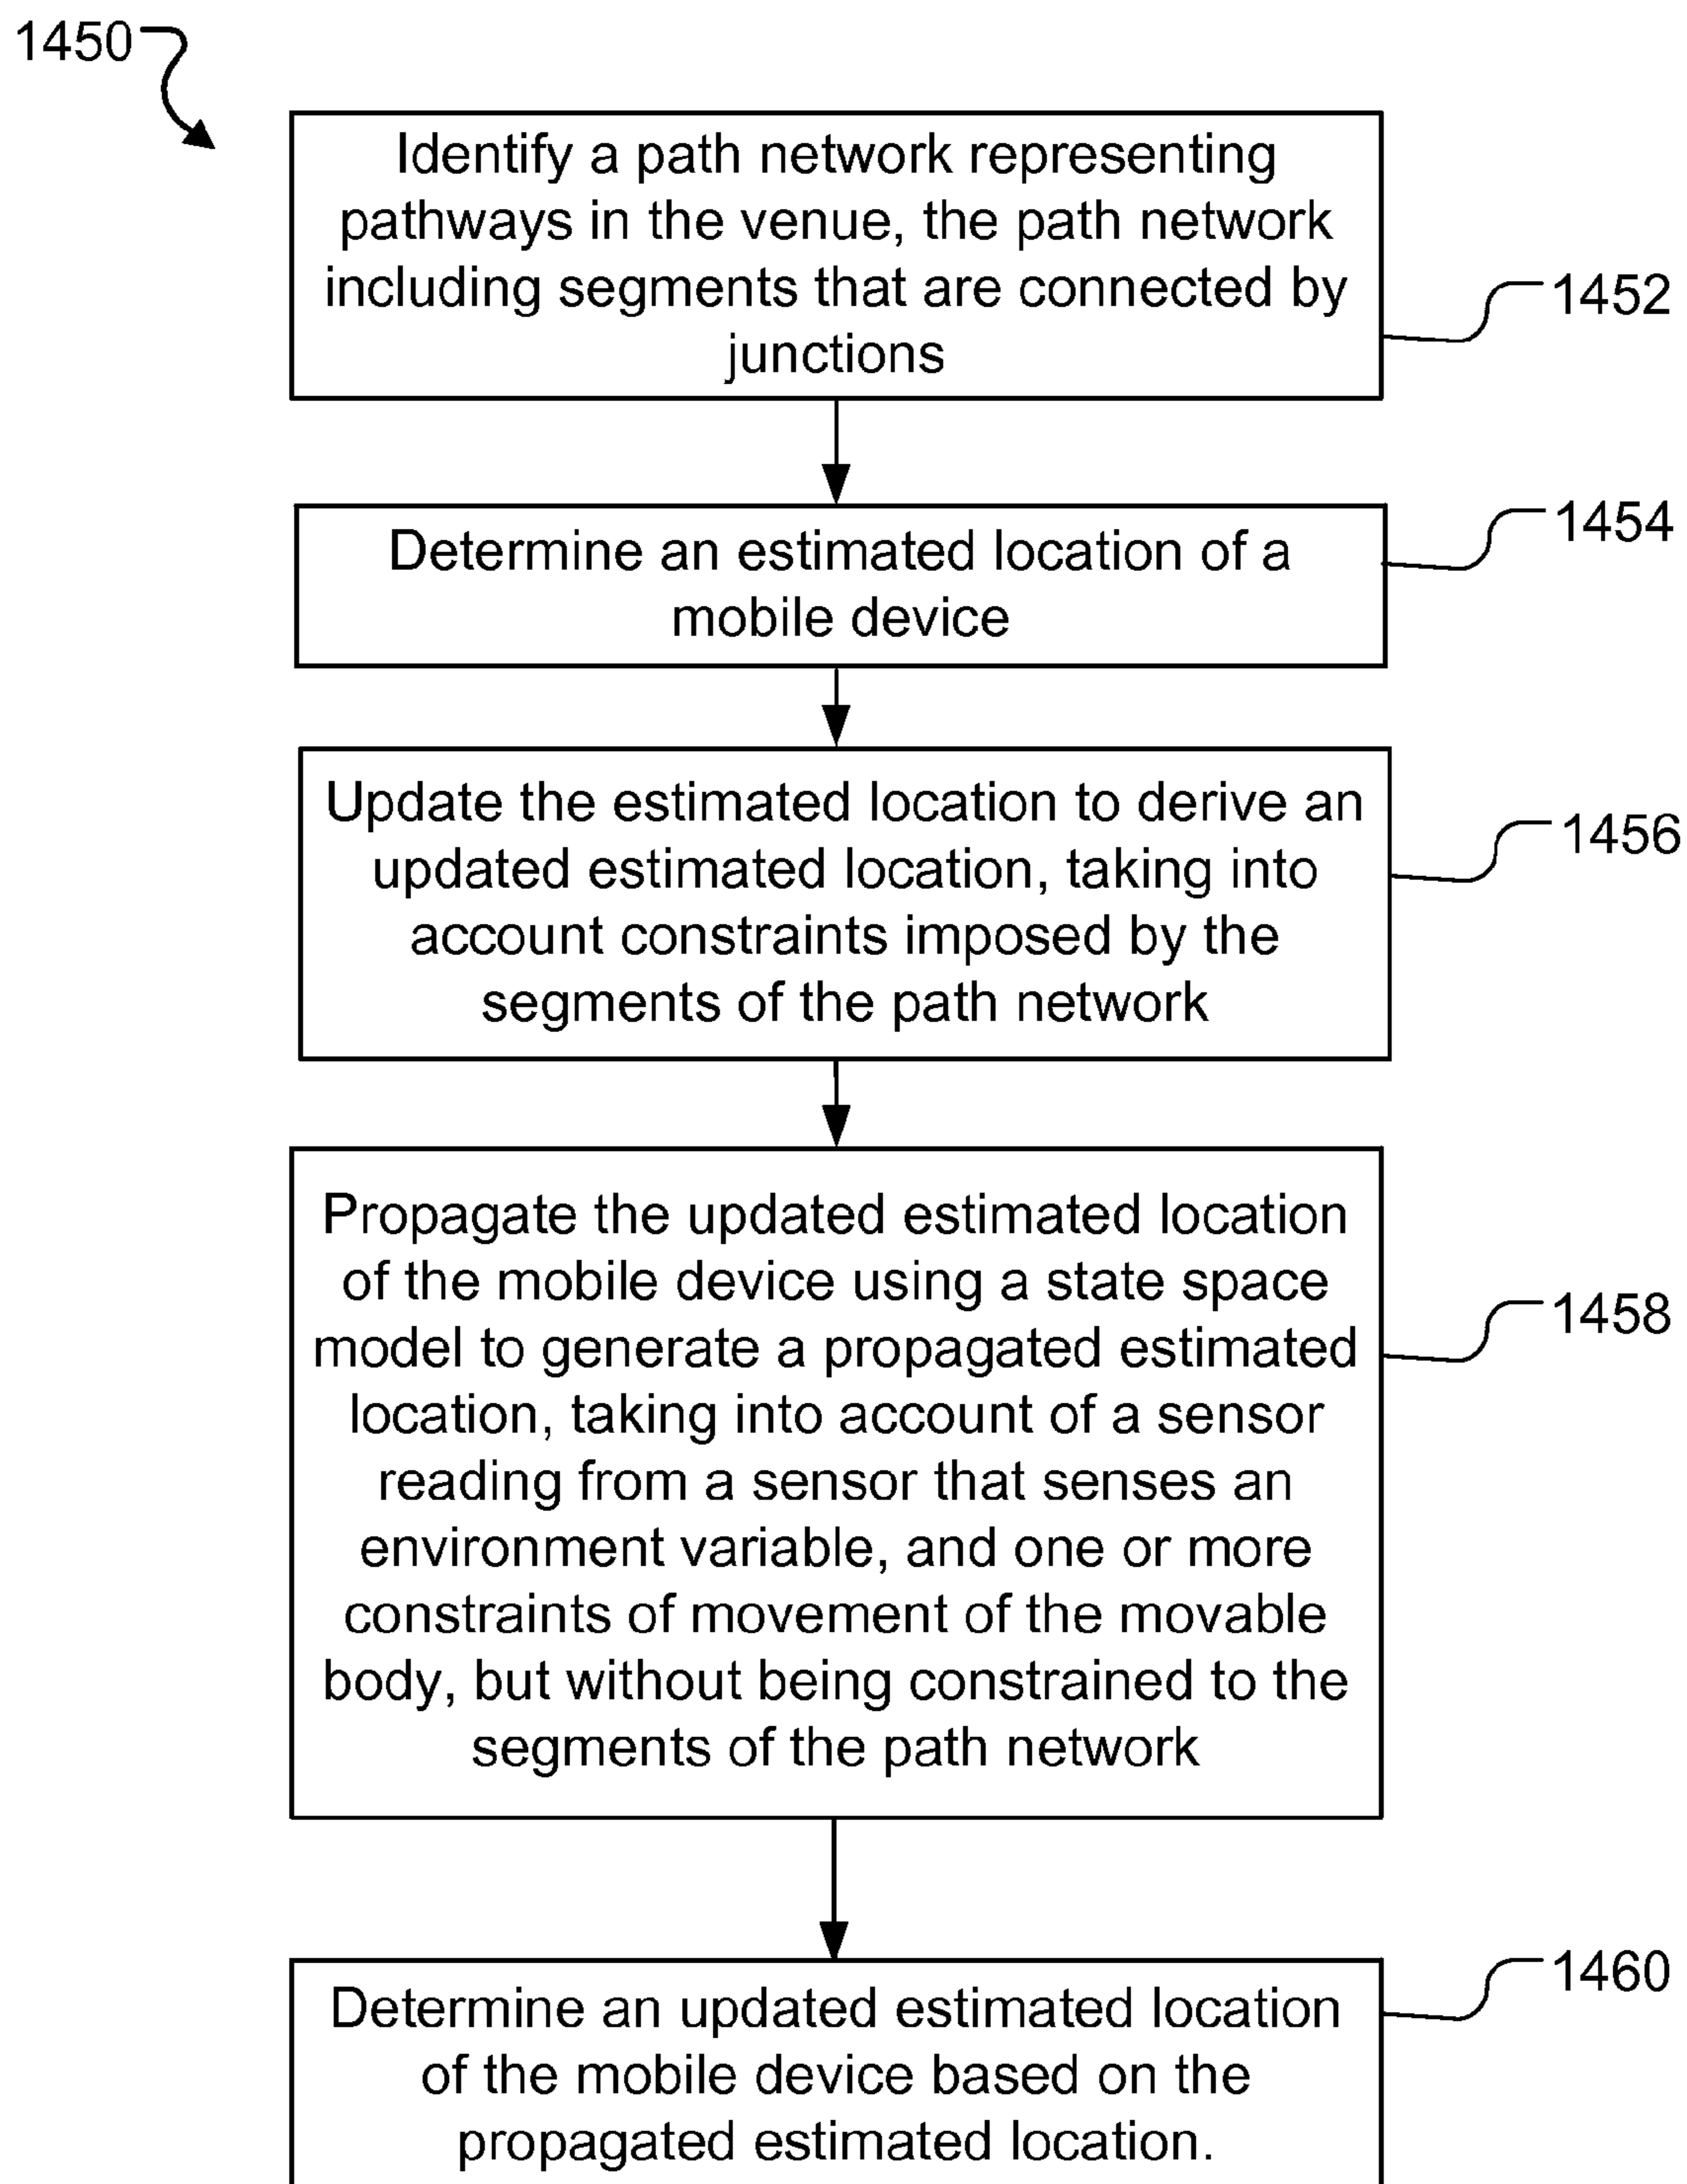 1450
Identify a path network representing
pathways in the venue, the path network
including segments that are connected by
junctions
1452
Determine an estimated location of a
mobile device
1454
Update the estimated location to derive an
updated estimated location, taking into
account constraints imposed by the
segments of the path network
1456
Propagate the updated estimated location
of the mobile device using a state space
model to generate a propagated estimated
location, taking into account of a sensor
reading from a sensor that senses an
environment variable, and one or more
constraints of movement of the movable
body, but without being constrained to the
segments of the path network
1458
Determine an updated estimated location
of the mobile device based on the
propagated estimated location.
1460